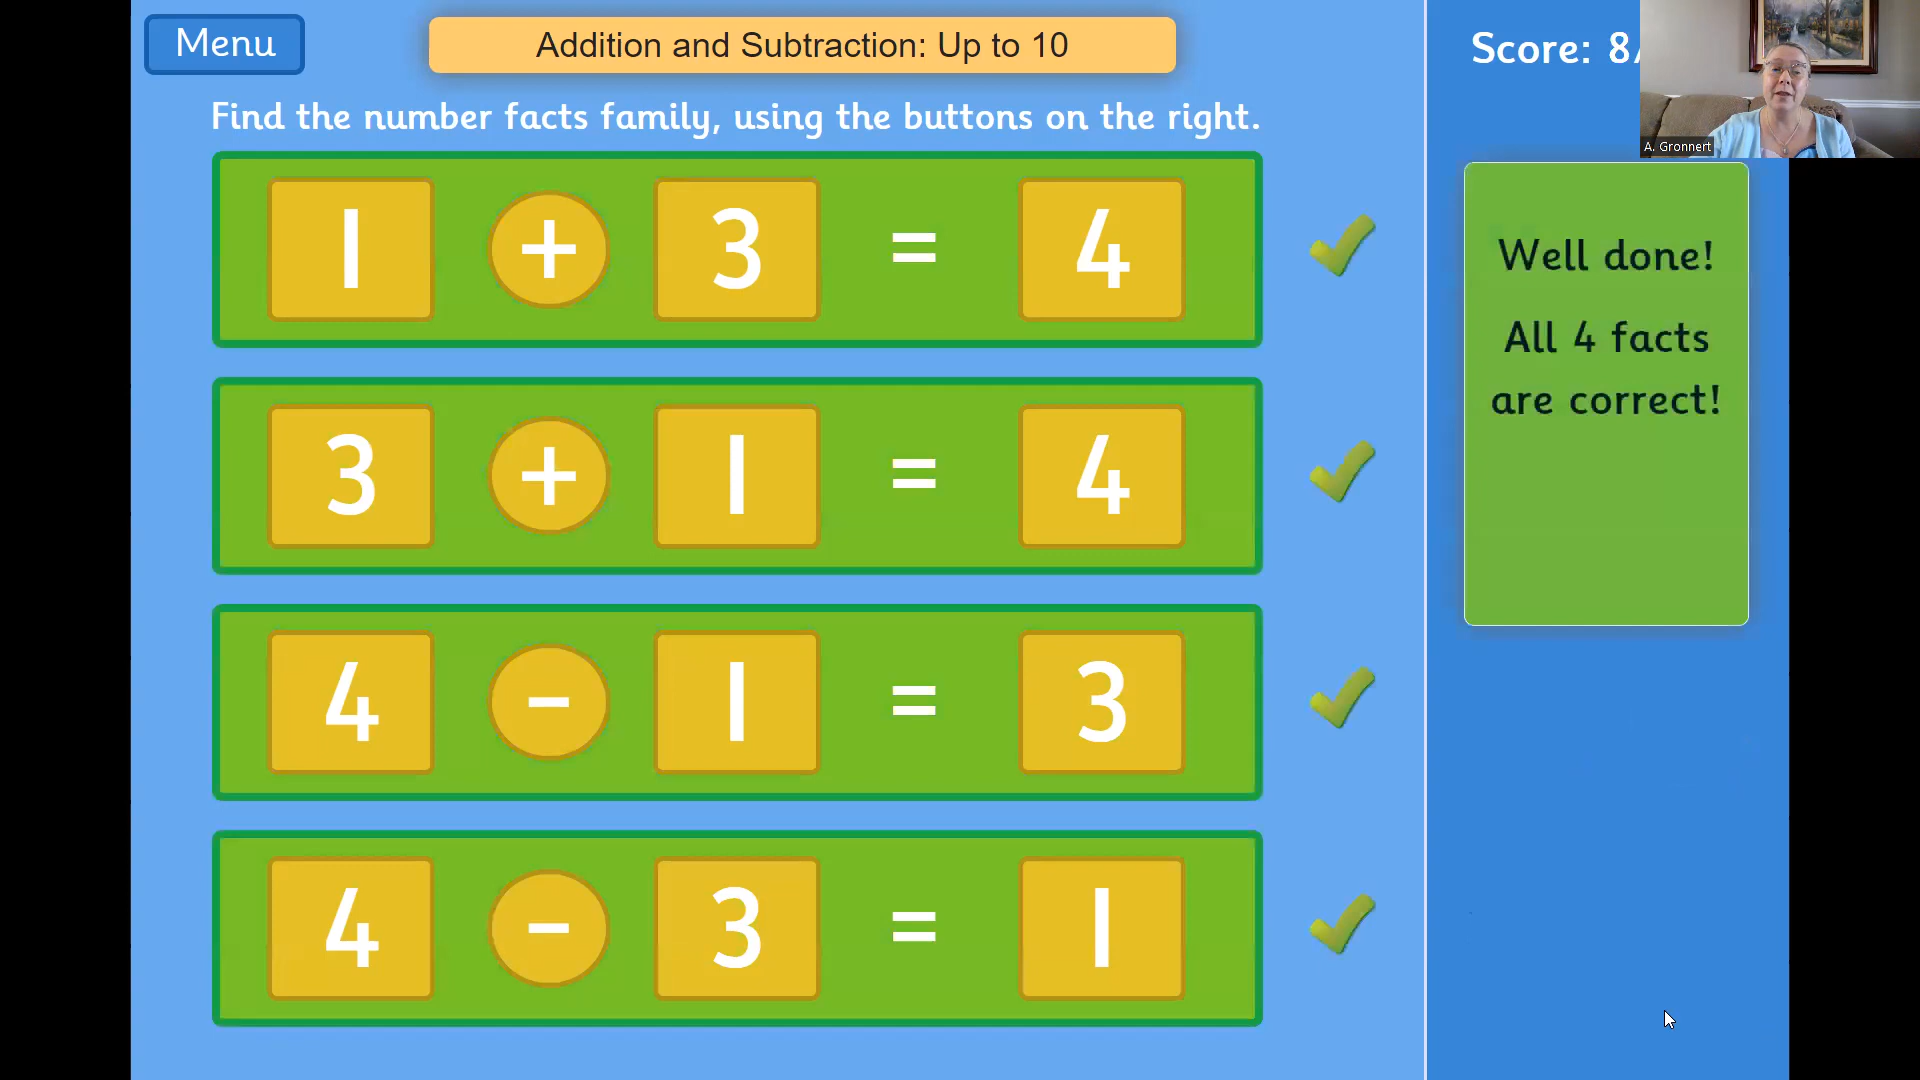 Menu
Addition and Subtraction: Up to 10
Score: 8/
Find the number facts family, using the buttons on the right.
A. Gronnert
1 + 3 = 4
3 + 1 = 4
4 - 1 = 3
4 - 3 = 1
Well done!
All 4 facts
are correct!